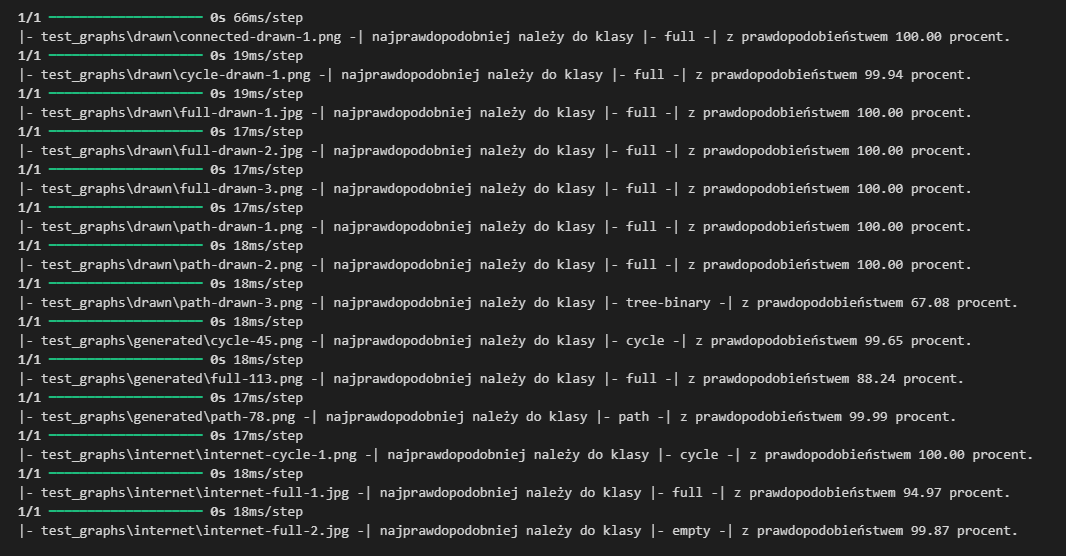 1/1 ━━━━━━━━━━━━━━━━━━━━ 0s 66ms/step
|- test_graphs\drawn\connected-drawn-1.png -| najprawdopodobniej należy do klasy |- full -| z prawdopodobieństwem 100.00 procent.
1/1 ━━━━━━━━━━━━━━━━━━━━ 0s 19ms/step
|- test_graphs\drawn\cycle-drawn-1.png -| najprawdopodobniej należy do klasy |- full -| z prawdopodobieństwem 99.94 procent.
1/1 ━━━━━━━━━━━━━━━━━━━━ 0s 19ms/step
|- test_graphs\drawn\full-drawn-1.jpg -| najprawdopodobniej należy do klasy |- full -| z prawdopodobieństwem 100.00 procent.
1/1 ━━━━━━━━━━━━━━━━━━━━ 0s 17ms/step
|- test_graphs\drawn\full-drawn-2.jpg -| najprawdopodobniej należy do klasy |- full -| z prawdopodobieństwem 100.00 procent.
1/1 ━━━━━━━━━━━━━━━━━━━━ 0s 17ms/step
|- test_graphs\drawn\full-drawn-3.png -| najprawdopodobniej należy do klasy |- full -| z prawdopodobieństwem 100.00 procent.
1/1 ━━━━━━━━━━━━━━━━━━━━ 0s 17ms/step
|- test_graphs\drawn\path-drawn-1.png -| najprawdopodobniej należy do klasy |- full -| z prawdopodobieństwem 100.00 procent.
1/1 ━━━━━━━━━━━━━━━━━━━━ 0s 18ms/step
|- test_graphs\drawn\path-drawn-2.png -| najprawdopodobniej należy do klasy |- full -| z prawdopodobieństwem 100.00 procent.
1/1 ━━━━━━━━━━━━━━━━━━━━ 0s 18ms/step
|- test_graphs\drawn\path-drawn-3.png -| najprawdopodobniej należy do klasy |- tree-binary -| z prawdopodobieństwem 67.08 procent.
1/1 ━━━━━━━━━━━━━━━━━━━━ 0s 18ms/step
|- test_graphs\generated\cycle-45.png -| najprawdopodobniej należy do klasy |- cycle -| z prawdopodobieństwem 99.65 procent.
1/1 ━━━━━━━━━━━━━━━━━━━━ 0s 18ms/step
|- test_graphs\generated\full-113.png -| najprawdopodobniej należy do klasy |- full -| z prawdopodobieństwem 88.24 procent.
1/1 ━━━━━━━━━━━━━━━━━━━━ 0s 17ms/step
|- test_graphs\generated\path-78.png -| najprawdopodobniej należy do klasy |- path -| z prawdopodobieństwem 99.99 procent.
1/1 ━━━━━━━━━━━━━━━━━━━━ 0s 17ms/step
|- test_graphs\internet\internet-cycle-1.png -| najprawdopodobniej należy do klasy |- cycle -| z prawdopodobieństwem 100.00 procent.
1/1 ━━━━━━━━━━━━━━━━━━━━ 0s 18ms/step
|- test_graphs\internet\internet-full-1.jpg -| najprawdopodobniej należy do klasy |- full -| z prawdopodobieństwem 94.97 procent.
1/1 ━━━━━━━━━━━━━━━━━━━━ 0s 18ms/step
|- test_graphs\internet\internet-full-2.jpg -| najprawdopodobniej należy do klasy |- empty -| z prawdopodobieństwem 99.87 procent.